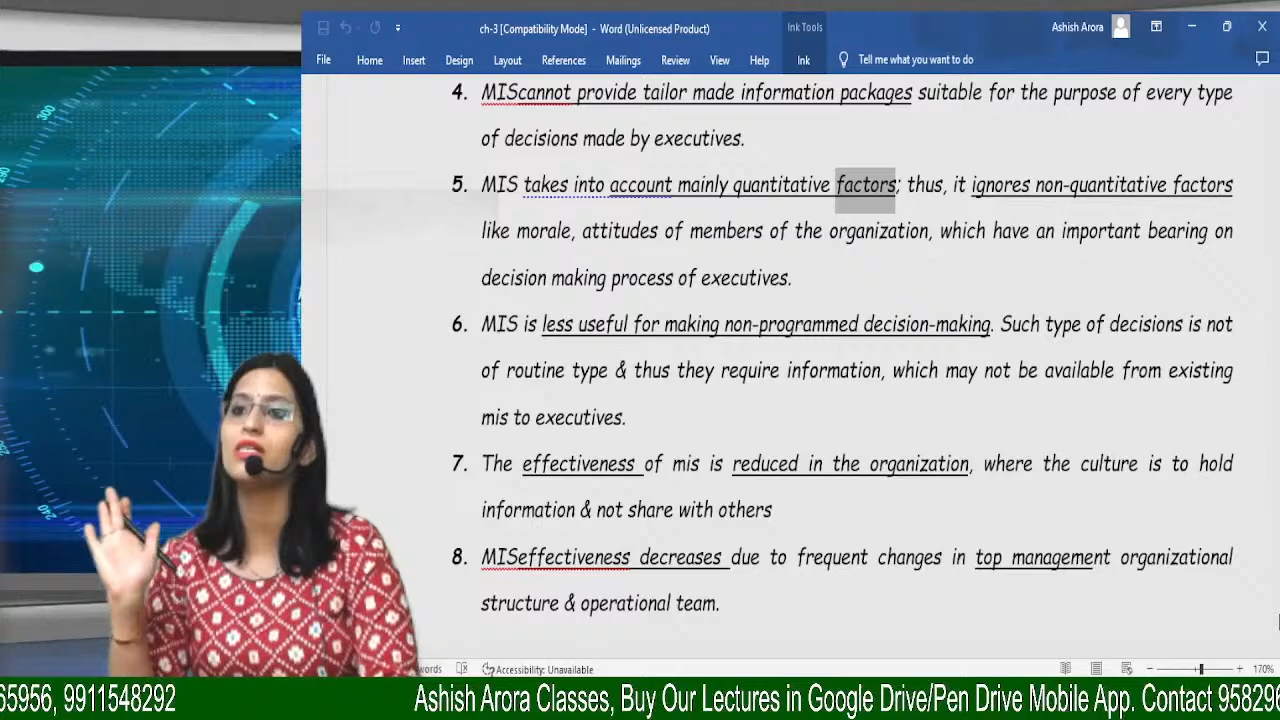 ch-3 [Compatibility Mode] - Word (Unlicensed Product)
Ink Tools
Ashish Arora
File Home Insert Design Layout References Mailings Review View Help Ink Tell me what you want to do
4. MIScannot provide tailor made information packages suitable for the purpose of every type
of decisions made by executives.
5. MIS takes into account mainly quantitative factors; thus, it ignores non-quantitative factors
like morale, attitudes of members of the organization, which have an important bearing on
decision making process of executives.
6. MIS is less useful for making non-programmed decision-making. Such type of decisions is not
of routine type & thus they require information, which may not be available from existing
mis to executives.
7. The effectiveness of mis is reduced in the organization, where the culture is to hold
information & not share with others
8. MISeffectiveness decreases due to frequent changes in top management organizational
structure & operational team.
300
240
words Accessibility: Unavailable 170%
65956, 9911548292 Ashish Arora Classes, Buy Our Lectures in Google Drive/Pen Drive Mobile App. Contact 958296